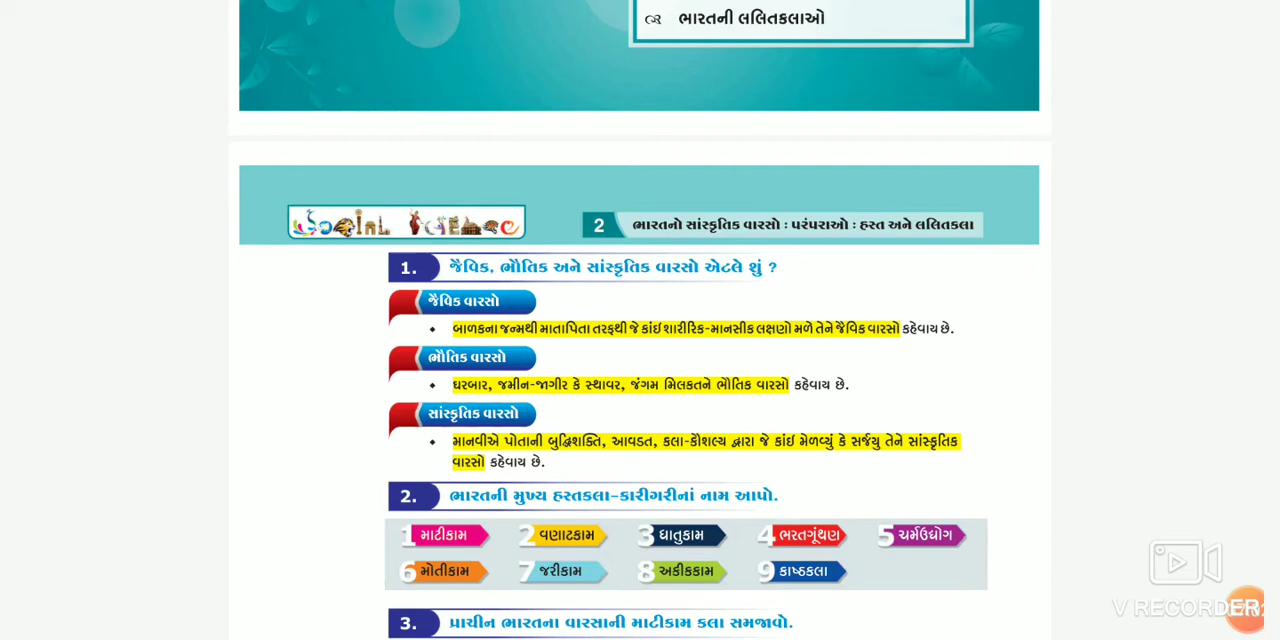 ભારતની લલિતકલાઓ
Social Science
2 ભારતનો સાંસ્કૃતિક વારસો : પરંપરાઓ : હસ્ત અને લલિતકલા
1. જૈવિક, ભૌતિક અને સાંસ્કૃતિક વારસો એટલે શું ?
જૈવિક વારસો
• બાળકના જન્મથી માતાપિતા તરફથી જે કાંઈ શારીરિક-માનસીક લક્ષણો મળે તેને જૈવિક વારસો કહેવાય છે.
ભૌતિક વારસો
• ઘરબાર, જમીન-જાગીર કે સ્થાવર, જંગમ મિલકતને ભૌતિક વારસો કહેવાય છે.
સાંસ્કૃતિક વારસો
• માનવીએ પોતાની બુદ્ધિશક્તિ, આવડત, કલા-કૌશલ્ય દ્વારા જે કાંઈ મેળવ્યું કે સર્જયુ તેને સાંસ્કૃતિક
વારસો કહેવાય છે.
2. ભારતની મુખ્ય હસ્તકલા-કારીગરીનાં નામ આપો.
1 માટીકામ 2 વણાટકામ 3 ધાતુકામ 4 ભરતગૂંથણ 5 ચર્મઉદ્યોગ
6 મોતીકામ 7 જરીકામ 8 અકીકકામ 9 કાષ્ઠકલા
3. પ્રાચીન ભારતના વારસાની માટીકામ કલા સમજાવો.
V RECORDER